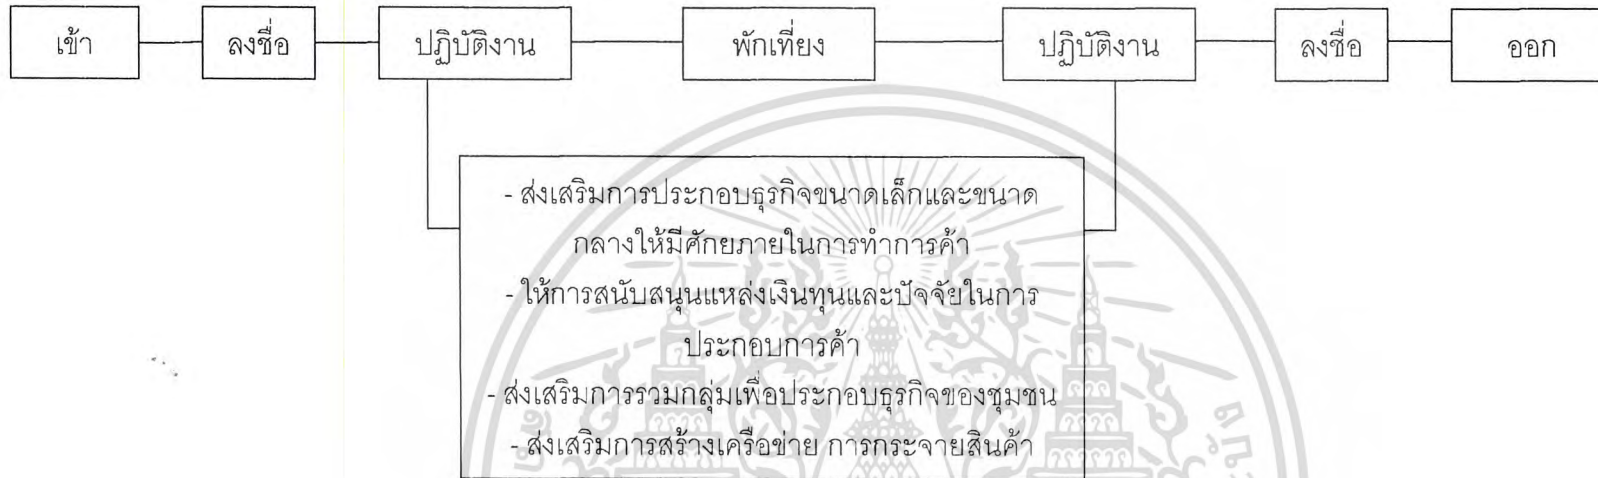 เข้า
ลงชื่อ
ปฏิบัติงาน
พักเที่ยง
ปฏิบัติงาน
ลงชื่อ
ออก
- ส่งเสริมการประกอบธุรกิจขนาดเล็กและขนาด
กลางให้มีศักยภายในการทำการค้า
- ให้การสนับสนุนแหล่งเงินทุนและปัจจัยในการ
ประกอบการค้า
- ส่งเสริมการรวมกลุ่มเพื่อประกอบธุรกิจของชุมชน
- ส่งเสริมการสร้างเครือข่าย การกระจายสินค้า